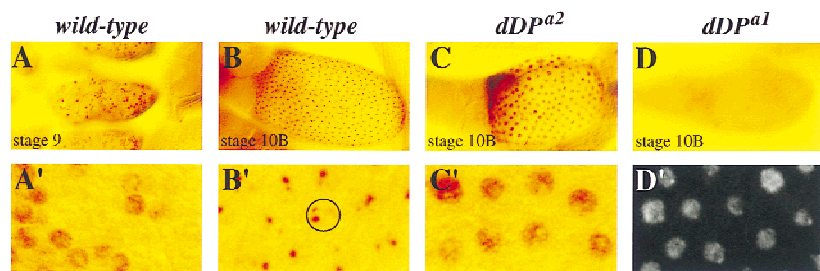 wild-type wild-type dDPa2 dDPa1
A B C D
stage 9 stage 10B stage 10B stage 10B
A' B' C' D'